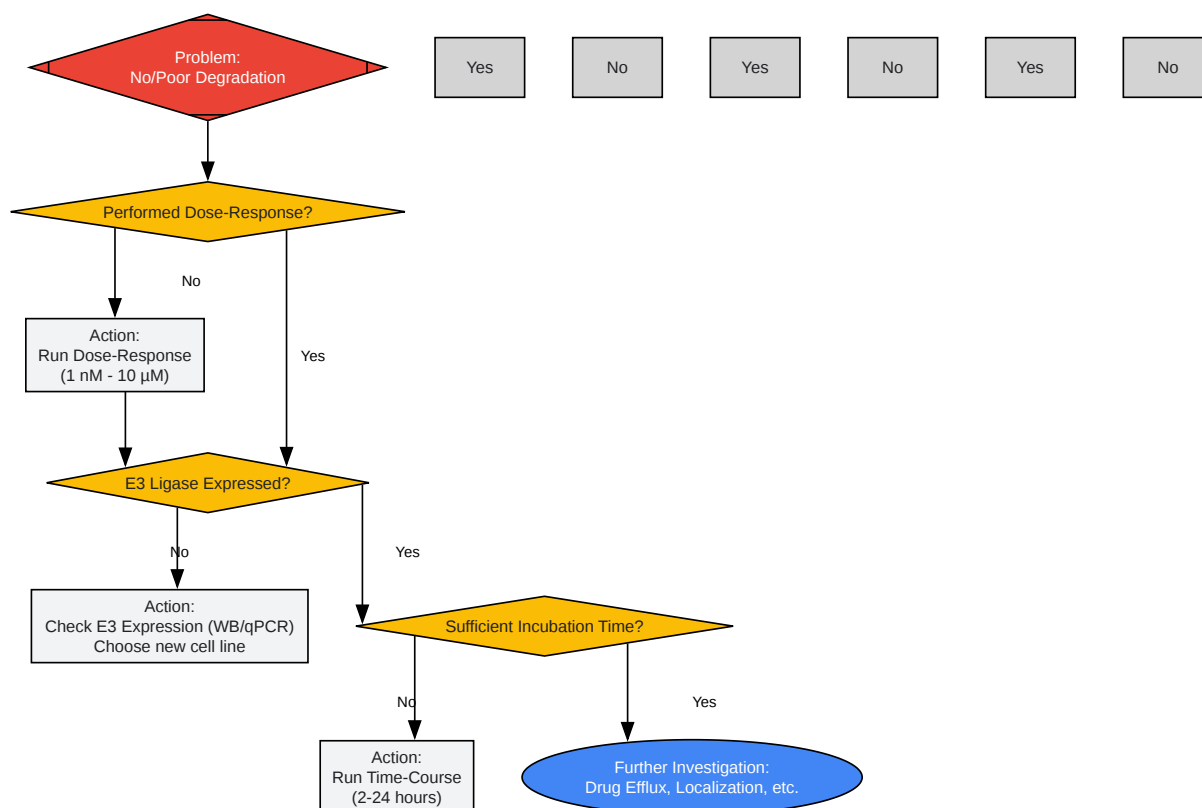 Problem:
No/Poor Degradation
Yes
No
Yes
No
Yes
No
Performed Dose-Response?
No
Action:
Run Dose-Response
(1 nM - 10 µM)
Yes
E3 Ligase Expressed?
No
Yes
Action:
Check E3 Expression (WB/qPCR)
Choose new cell line
Sufficient Incubation Time?
No
Yes
Action:
Run Time-Course
(2-24 hours)
Further Investigation:
Drug Efflux, Localization, etc.